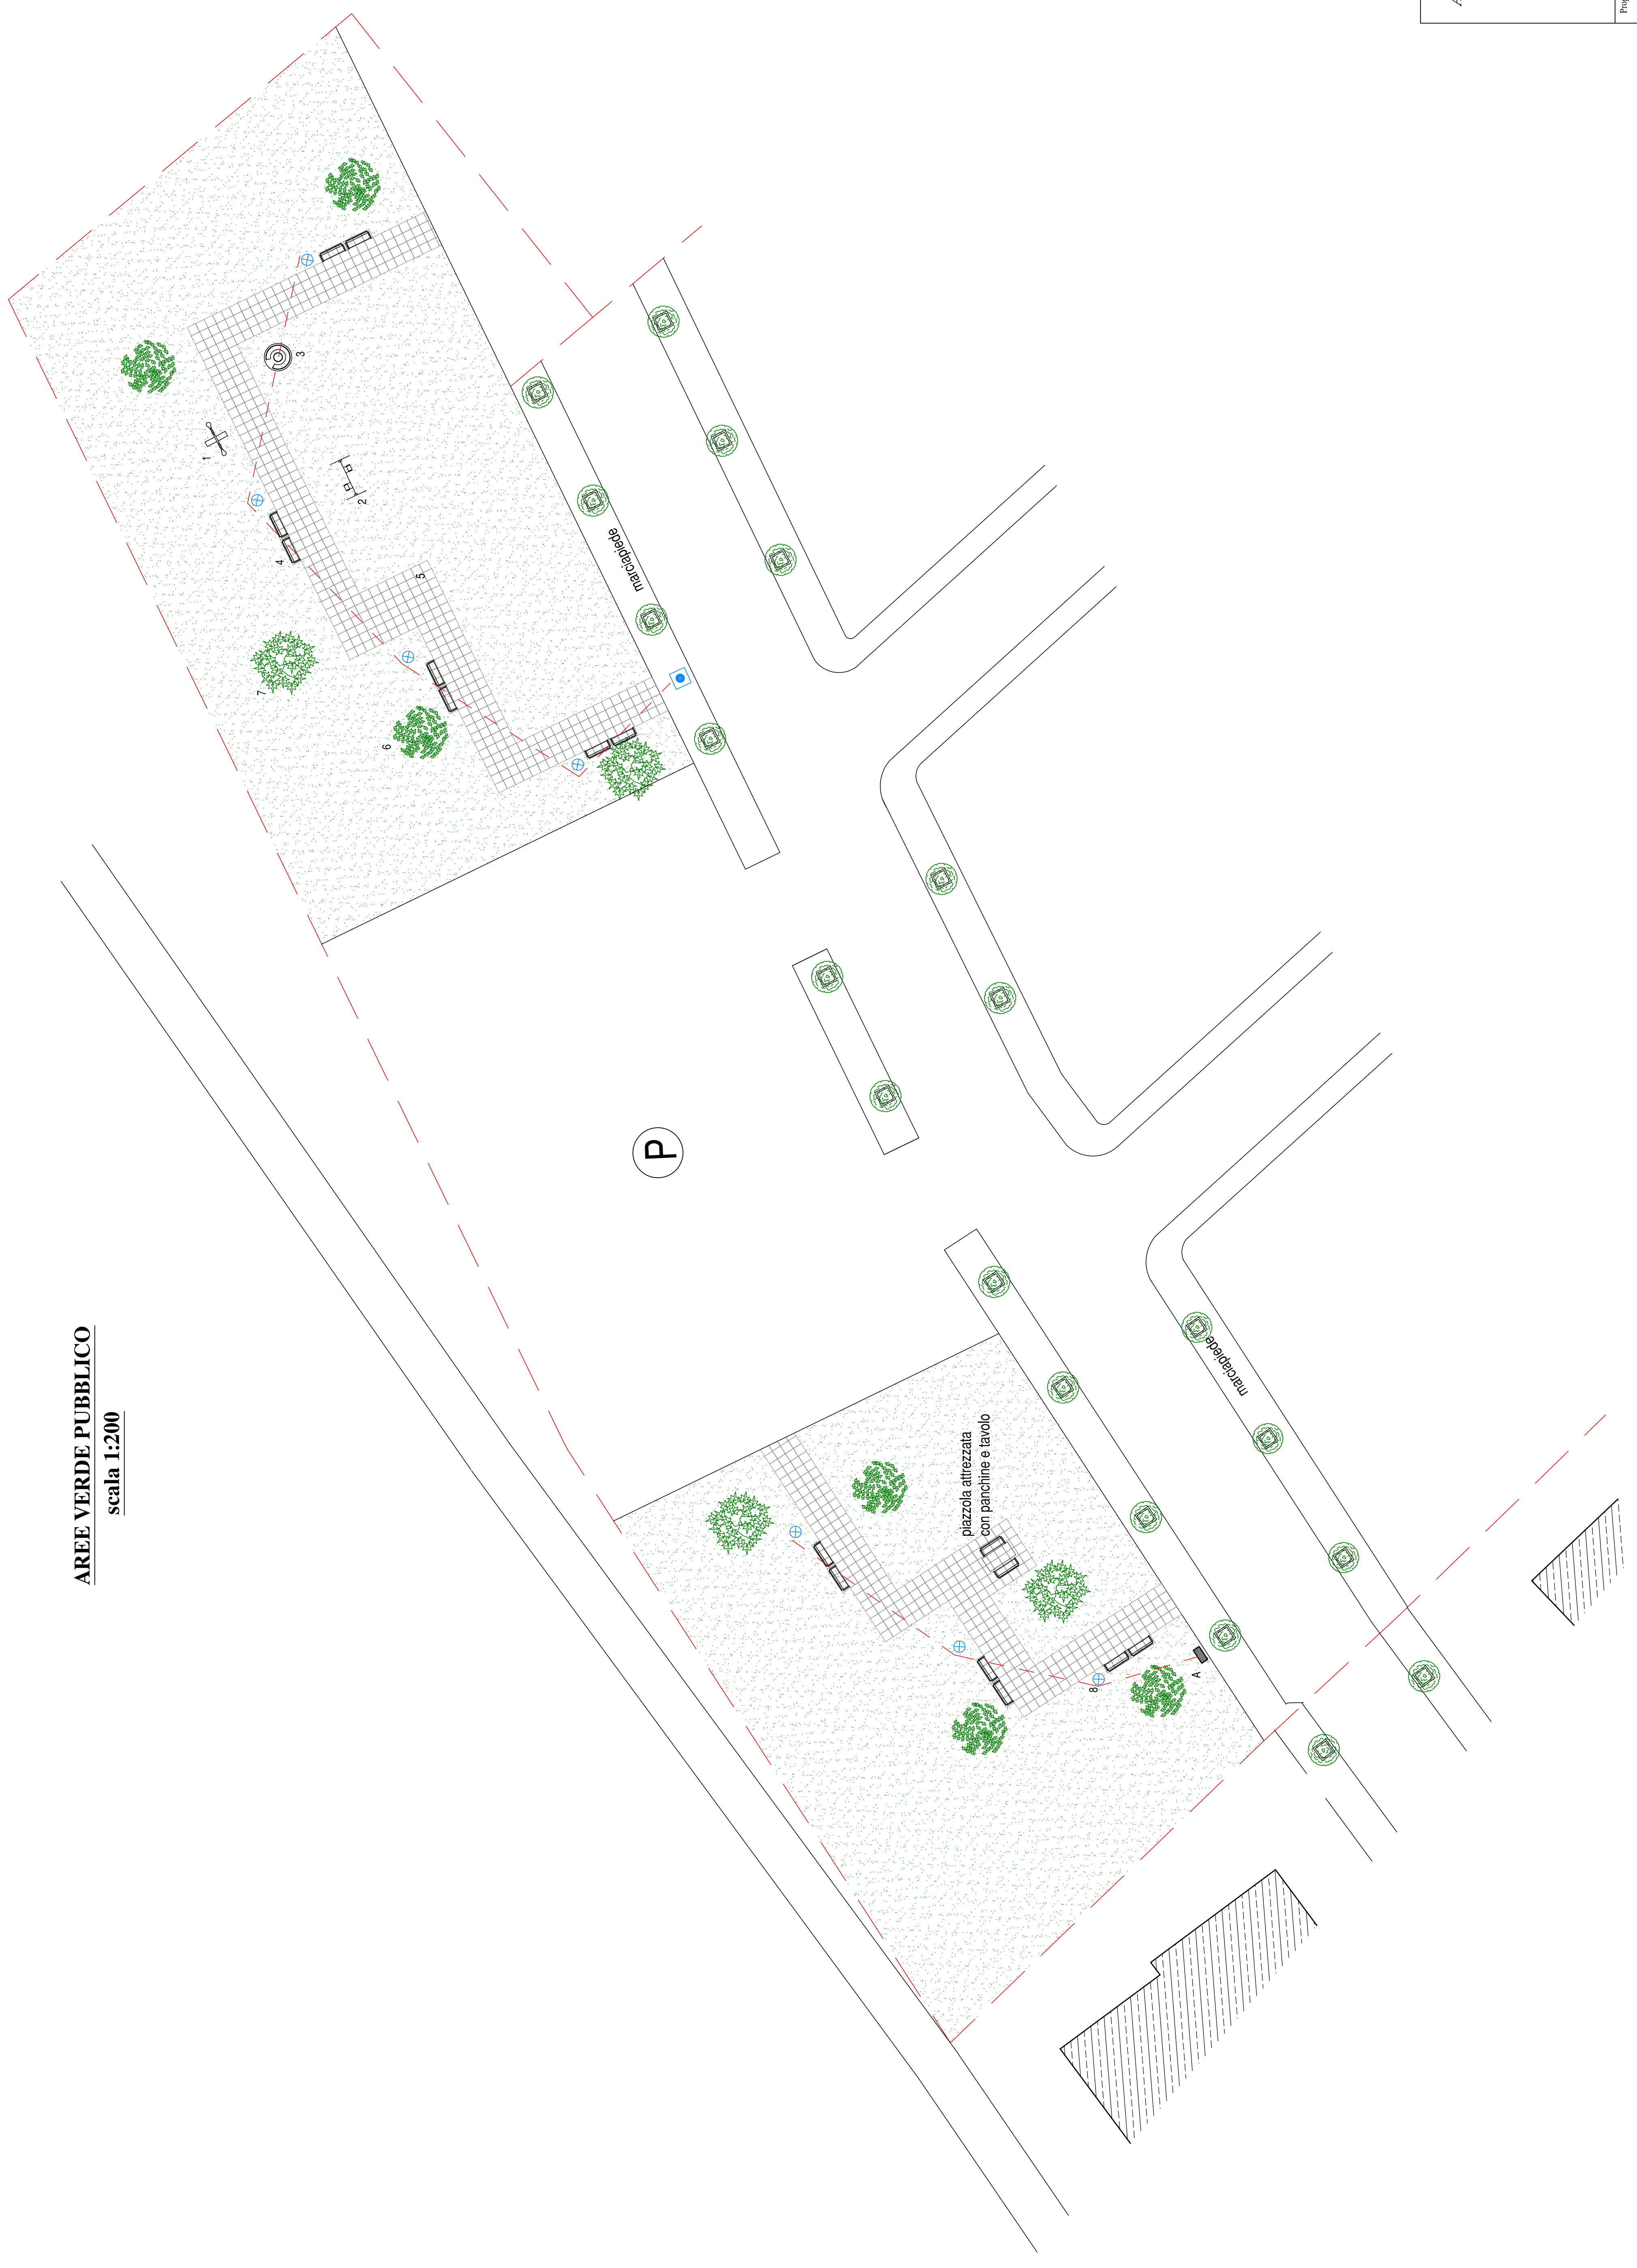 AREE VERDE PUBBLICO
scala 1:200
1
2
3
4
5
6
7
marciapiede
P
piazzola attrezzata
con panchine e tavolo
marciapiede
8
A